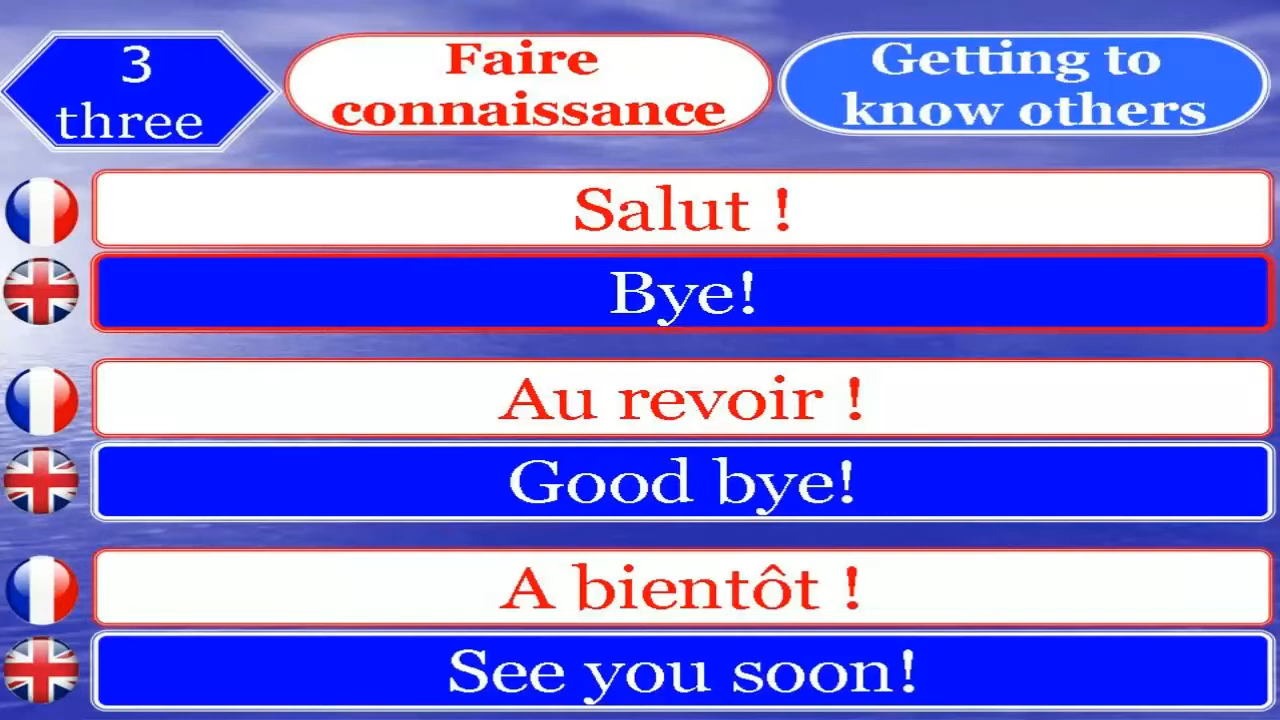 3
three
Faire
connaissance
Getting to
know others
Salut !
Bye!
Au revoir !
Good bye!
A bientôt !
See you soon!